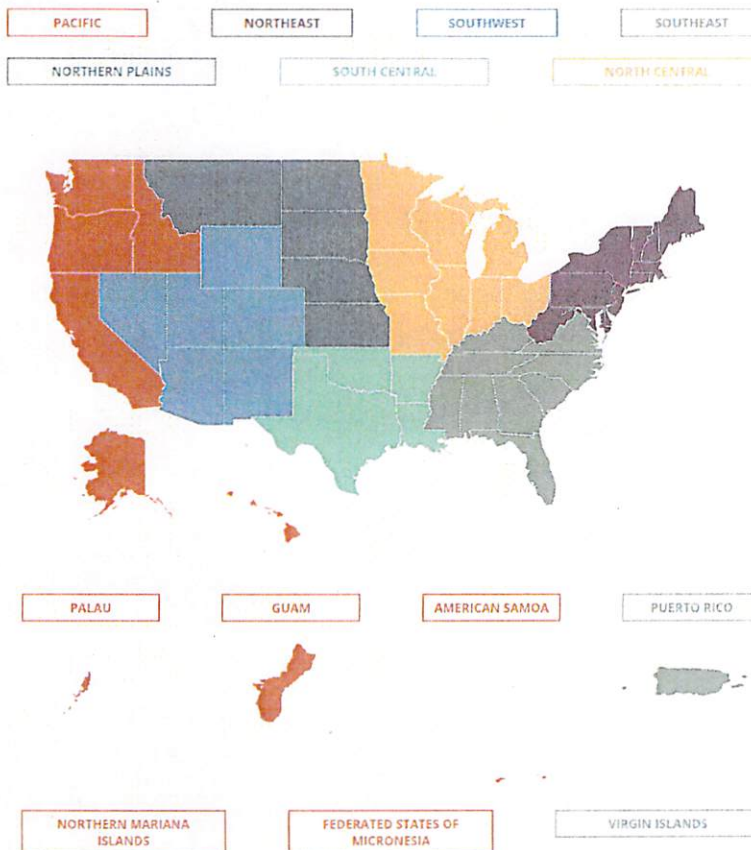 PACIFIC
NORTHEAST
SOUTHWEST
SOUTHEAST
NORTHERN PLAINS
SOUTH CENTRAL
NORTH CENTRAL
PALAU
GUAM
AMERICAN SAMOA
PUERTO RICO
NORTHERN MARIANA
ISLANDS
FEDERATED STATES OF
MICRONESIA
VIRGIN ISLANDS